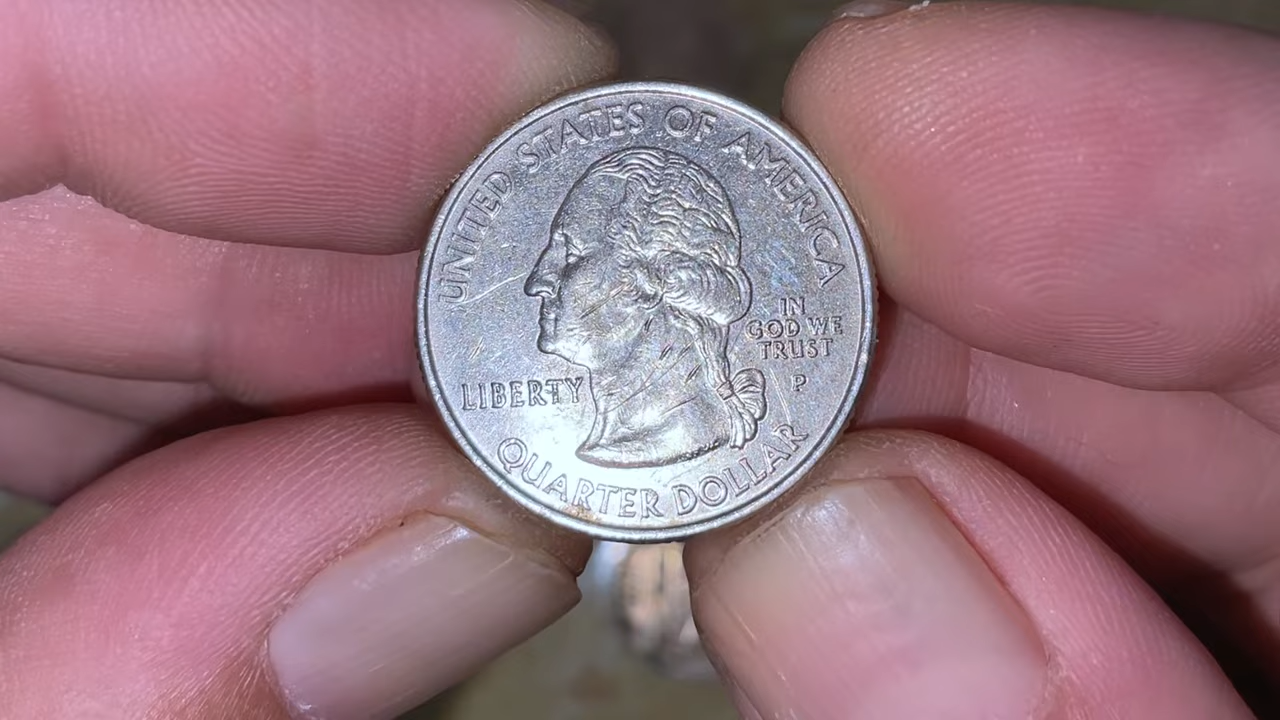 UNITED STATES OF AMERICA
IN
GOD WE
TRUST
LIBERTY
P
QUARTER DOLLAR